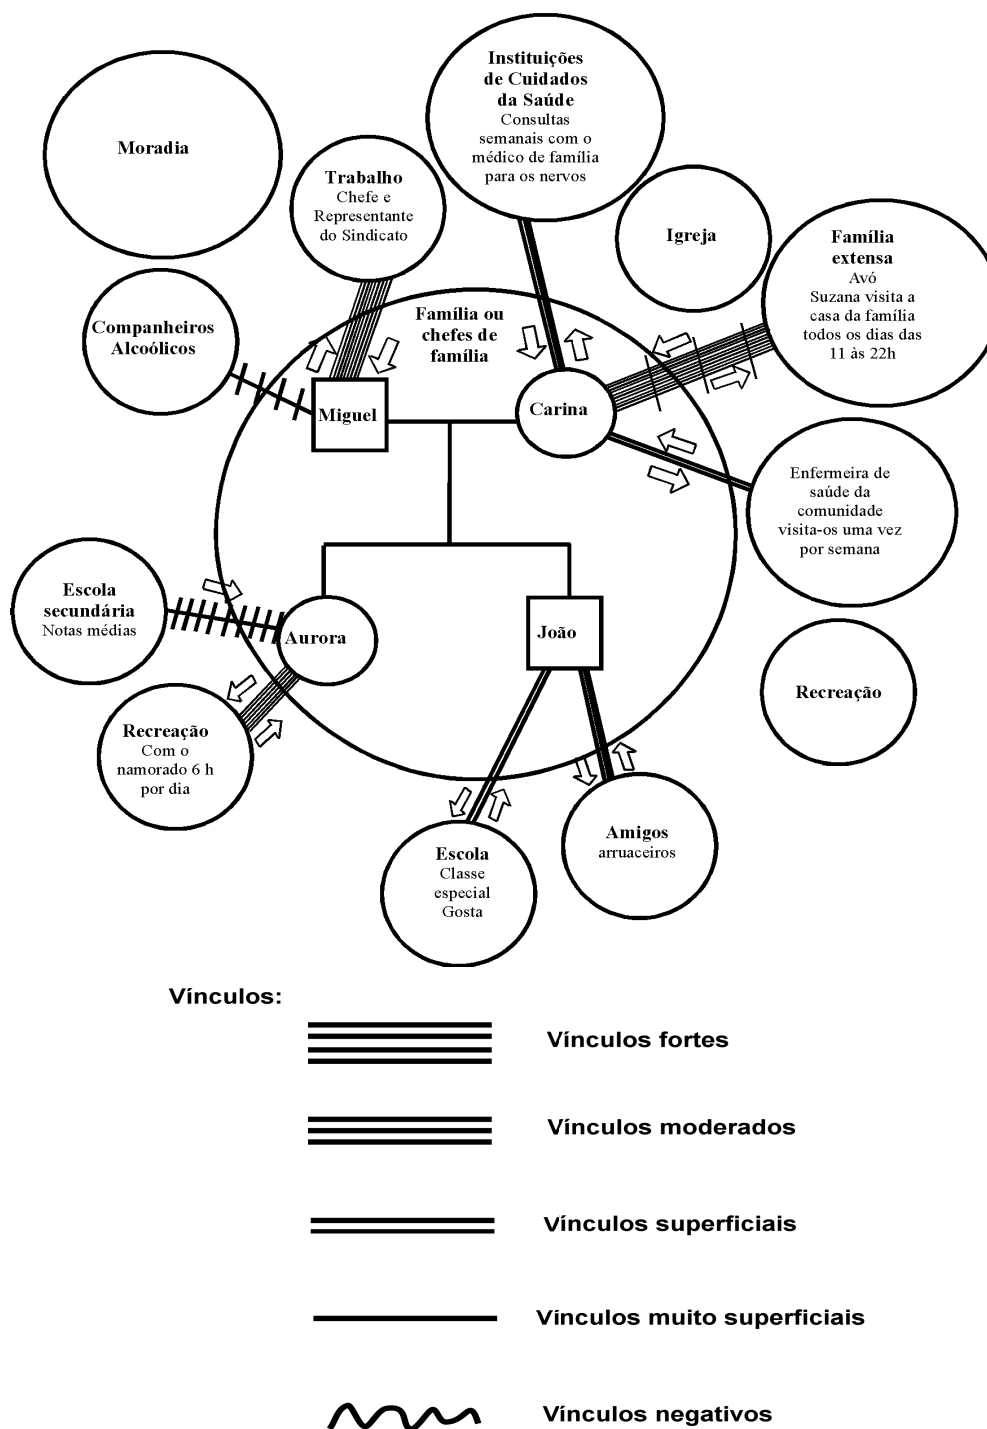 Instituições
de Cuidados
da Saúde
Consultas
semanais com o
médico de família
para os nervos
Moradia
Trabalho
Chefe e
Representante
do Sindicato
Igreja
Família
extensa
Avó
Suzana visita a
casa da família
todos os dias das
11 às 22h
Companheiros
Alcoólicos
Família ou
chefes de
família
Miguel
Carina
Enfermeira de
saúde da
comunidade
visita-os uma vez
por semana
Escola
secundária
Notas médias
Aurora
João
Recreação
Recreação
Com o
namorado 6 h
por dia
Amigos
arruaceiros
Escola
Classe
especial
Gosta
Vínculos:
Vínculos fortes
Vínculos moderados
Vínculos superficiais
Vínculos muito superficiais
Vínculos negativos